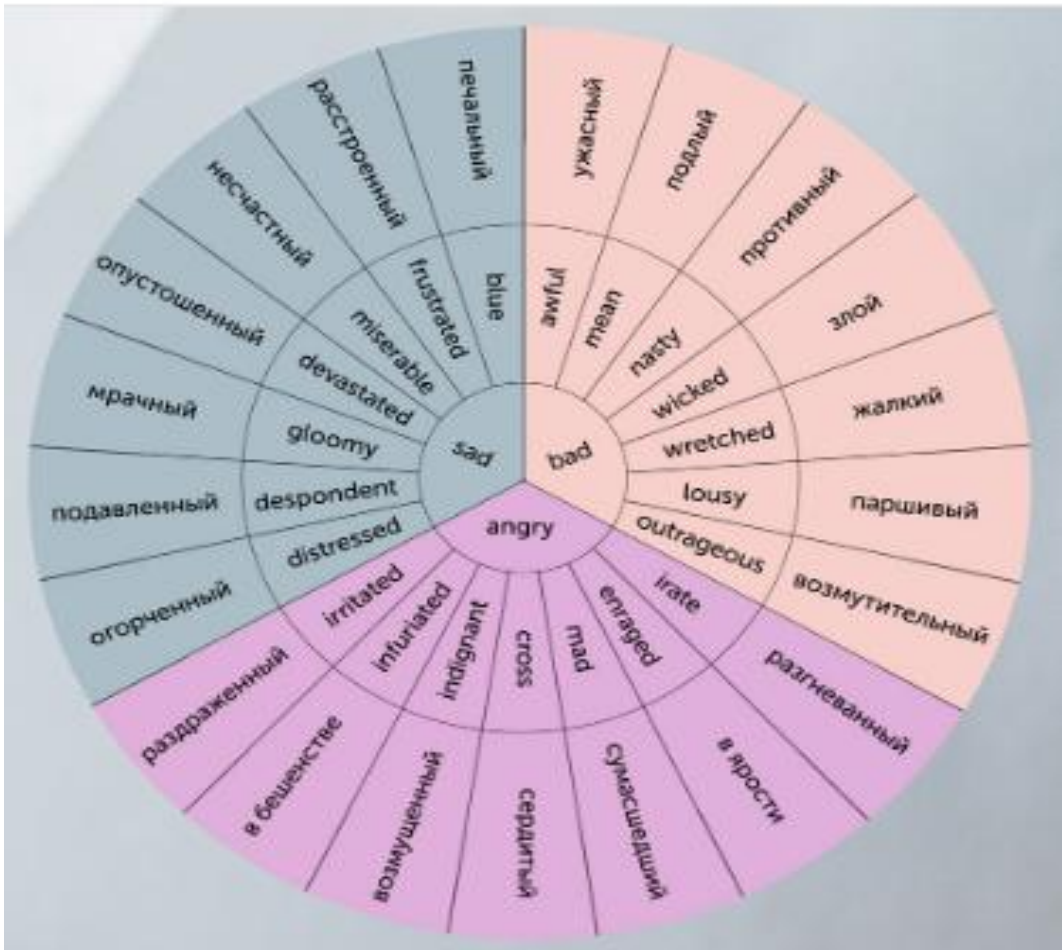 sad
blue
печальный
frustrated
расстроенный
miserable
несчастный
devastated
опустошенный
gloomy
мрачный
despondent
подавленный
distressed
огорченный
bad
awful
ужасный
mean
подлый
nasty
противный
wicked
злой
wretched
жалкий
lousy
паршивый
outrageous
возмутительный
angry
irate
разгневанный
enraged
в ярости
mad
сумасшедший
cross
сердитый
indignant
возмущенный
infuriated
в бешенстве
irritated
раздраженный